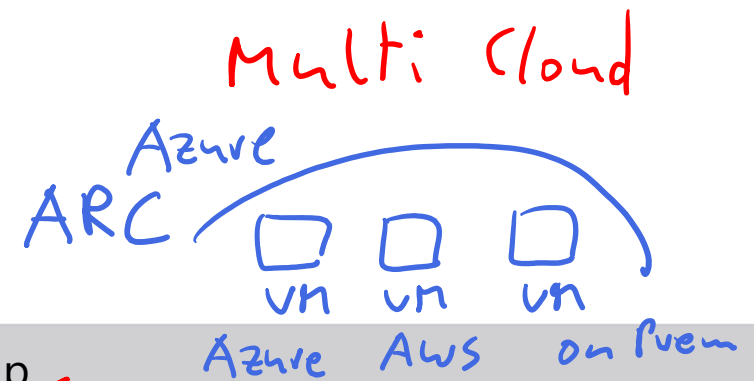 Multi Cloud
Azure
ARC
VM VM VM
Azure AWS on Prem
p